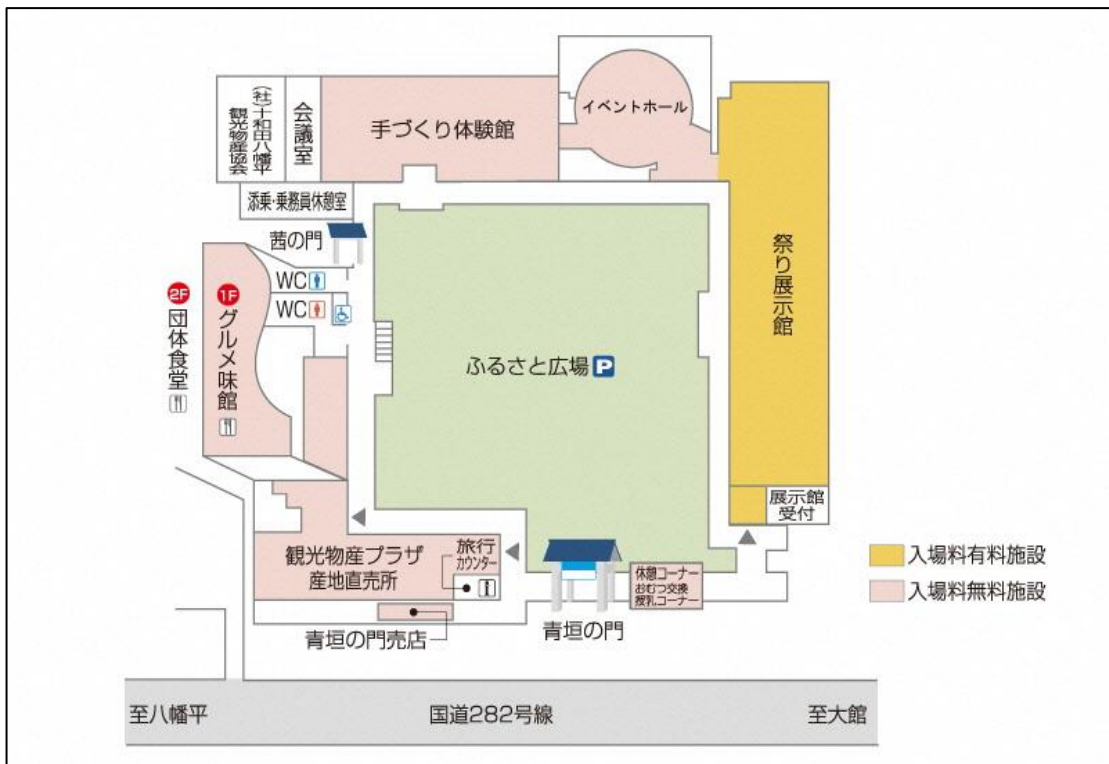 (社)十和田八幡平
観光物産協会
会議室
手づくり体験館
イベントホール
添乗・乗務員休憩室
茜の門
WC
WC
2F
団体食堂
1F
グルメ味館
ふるさと広場 P
祭り展示館
展示館
受付
観光物産プラザ
産地直売所
旅行
カウンター
休憩コーナー
おむつ交換
授乳コーナー
青垣の門売店
青垣の門
入場料有料施設
入場料無料施設
至八幡平
国道282号線
至大館